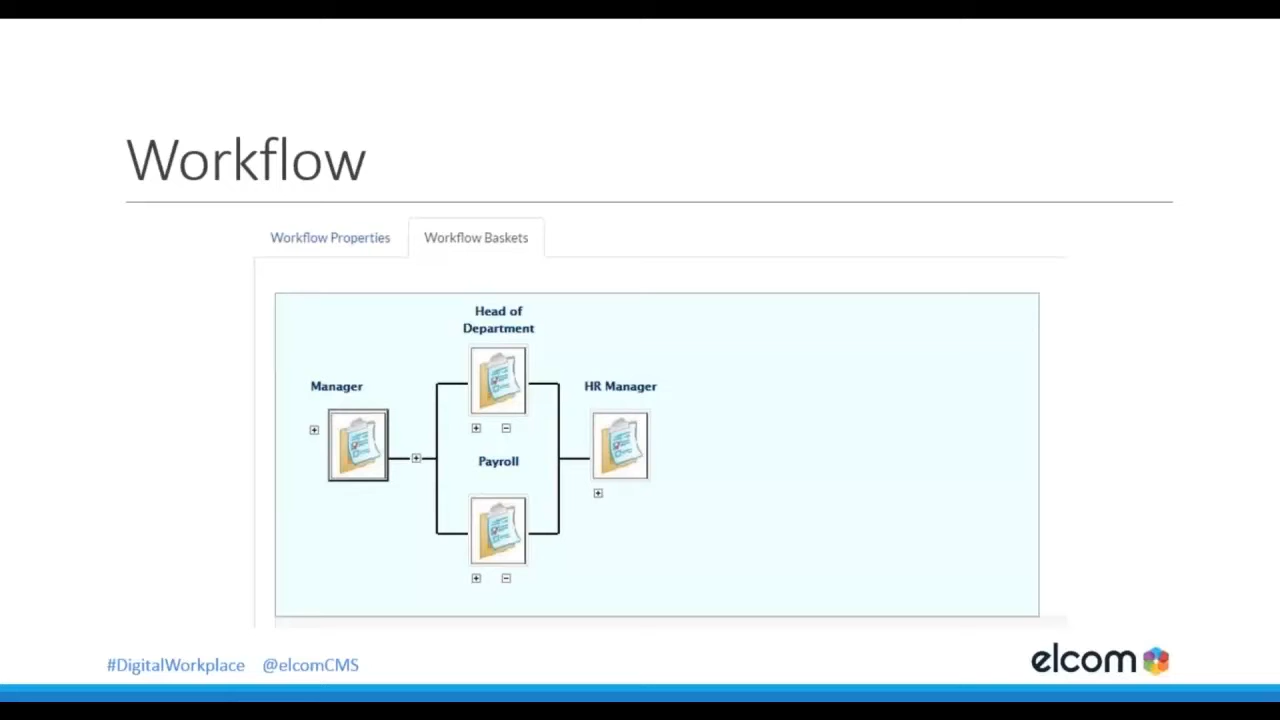 Workflow
Workflow Properties
Workflow Baskets
Head of
Department
Manager
HR Manager
Payroll
#DigitalWorkplace @elcomCMS
elcom